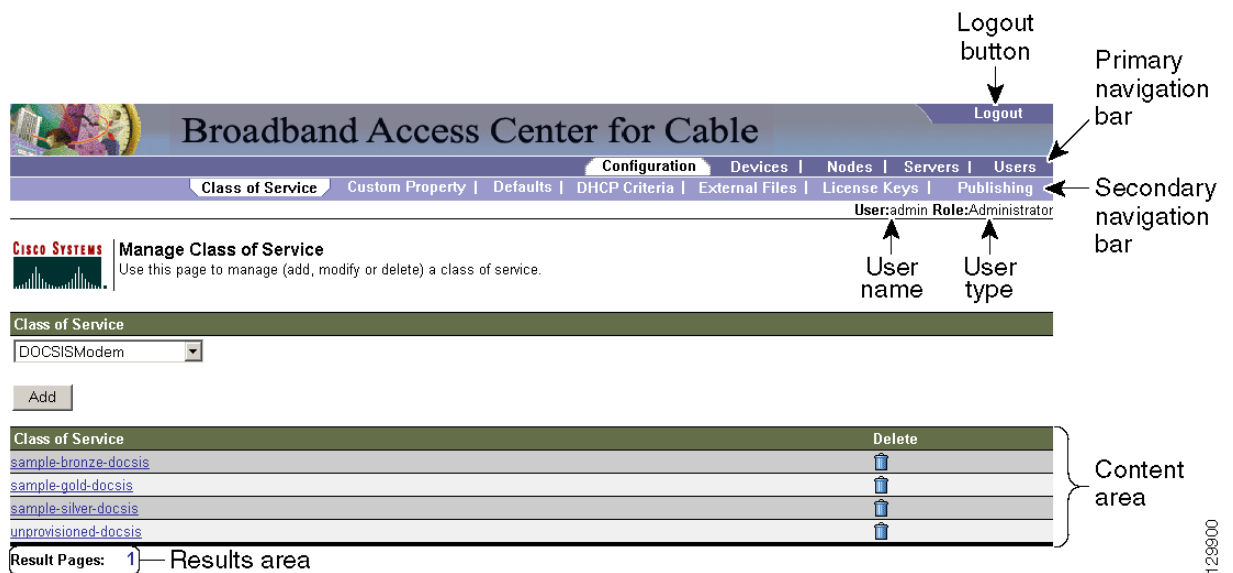 Logout
button
Primary
navigation
bar
Broadband Access Center for Cable
Logout
Configuration Devices | Nodes | Servers | Users
Class of Service Custom Property | Defaults | DHCP Criteria | External Files | License Keys | Publishing
Secondary
navigation
bar
User:admin Role:Administrator
CISCO SYSTEMS
Manage Class of Service
Use this page to manage (add, modify or delete) a class of service.
User
name
User
type
Class of Service
DOCSISModem
Add
Class of Service Delete
sample-bronze-docsis
sample-gold-docsis
sample-silver-docsis
unprovisioned-docsis
Content
area
Result Pages: 1
Results area
129900